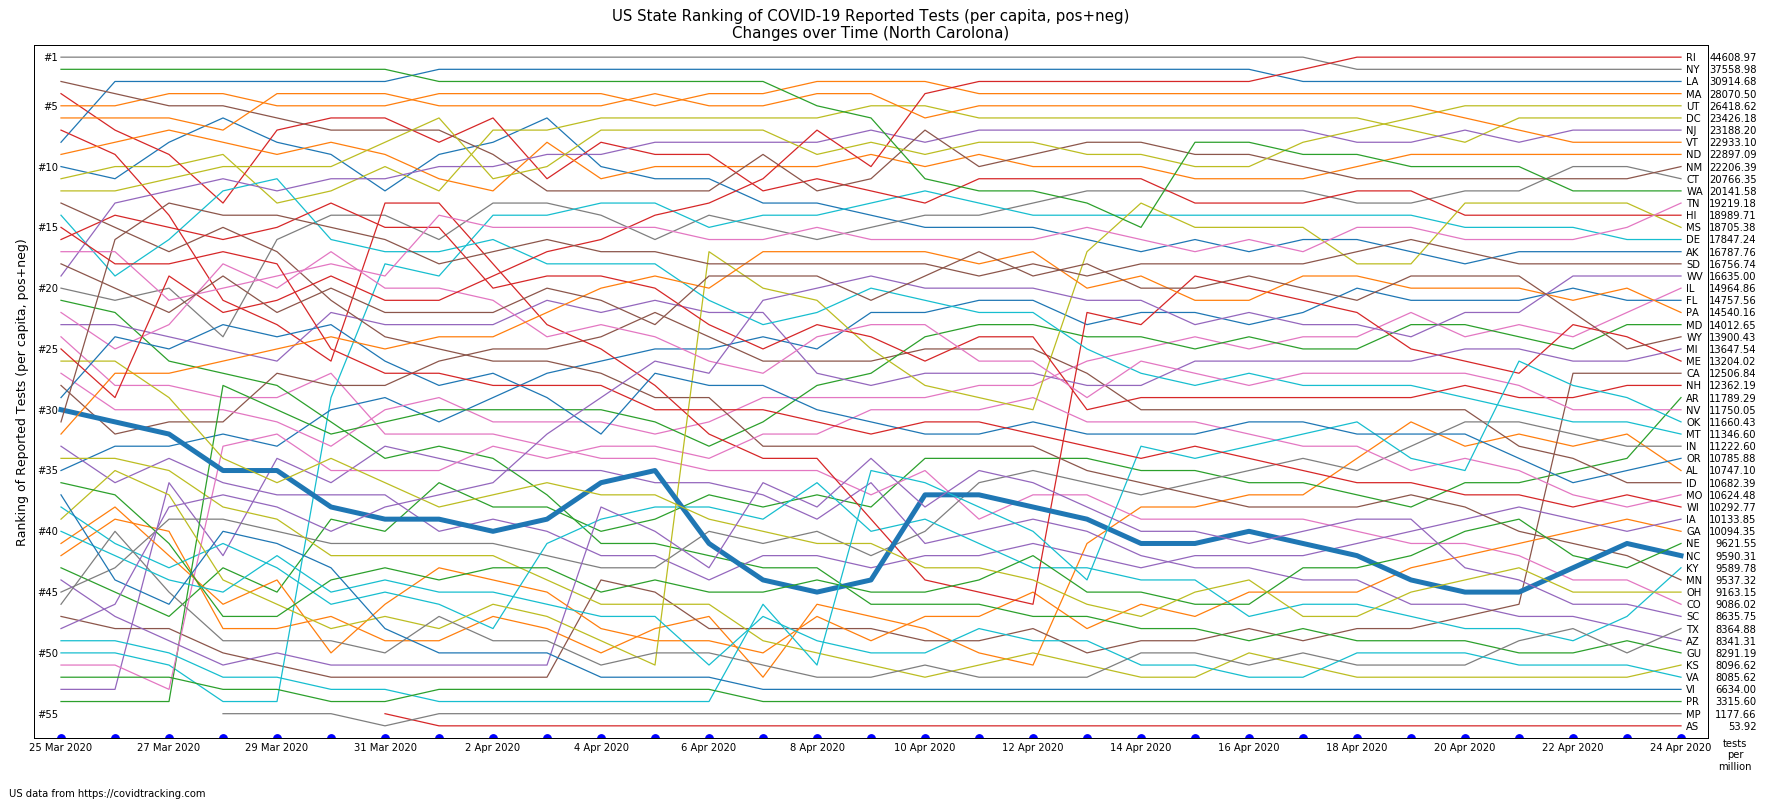 US State Ranking of COVID-19 Reported Tests (per capita, pos+neg)
Changes over Time (North Carolona)
Ranking of Reported Tests (per capita, pos+neg)
#1
#5
#10
#15
#20
#25
#30
#35
#40
#45
#50
#55
RI 44608.97
NY 37558.98
LA 30914.68
MA 28070.50
UT 26418.62
DC 23426.18
NJ 23188.20
VT 22933.10
ND 22897.09
NM 22206.39
CT 20766.35
WA 20141.58
TN 19219.18
HI 18989.71
MS 18705.38
DE 17847.24
AK 16787.76
SD 16756.74
WV 16635.00
IL 14964.86
FL 14757.56
PA 14540.16
MD 14012.65
WY 13900.43
MI 13647.54
ME 13204.02
CA 12506.84
NH 12362.19
AR 11789.29
NV 11750.05
OK 11660.43
MT 11346.60
IN 11222.60
OR 10785.88
AL 10747.10
ID 10682.39
MO 10624.48
WI 10292.77
IA 10133.85
GA 10094.35
NE 9621.55
NC 9590.31
KY 9589.78
MN 9537.32
OH 9163.15
CO 9086.02
SC 8635.75
TX 8364.88
AZ 8341.31
GU 8291.19
KS 8096.62
VA 8085.62
VI 6634.00
PR 3315.60
MP 1177.66
AS 53.92
25 Mar 2020 27 Mar 2020 29 Mar 2020 31 Mar 2020 2 Apr 2020 4 Apr 2020 6 Apr 2020 8 Apr 2020 10 Apr 2020 12 Apr 2020 14 Apr 2020 16 Apr 2020 18 Apr 2020 20 Apr 2020 22 Apr 2020 24 Apr 2020
tests
per
million
US data from https://covidtracking.com